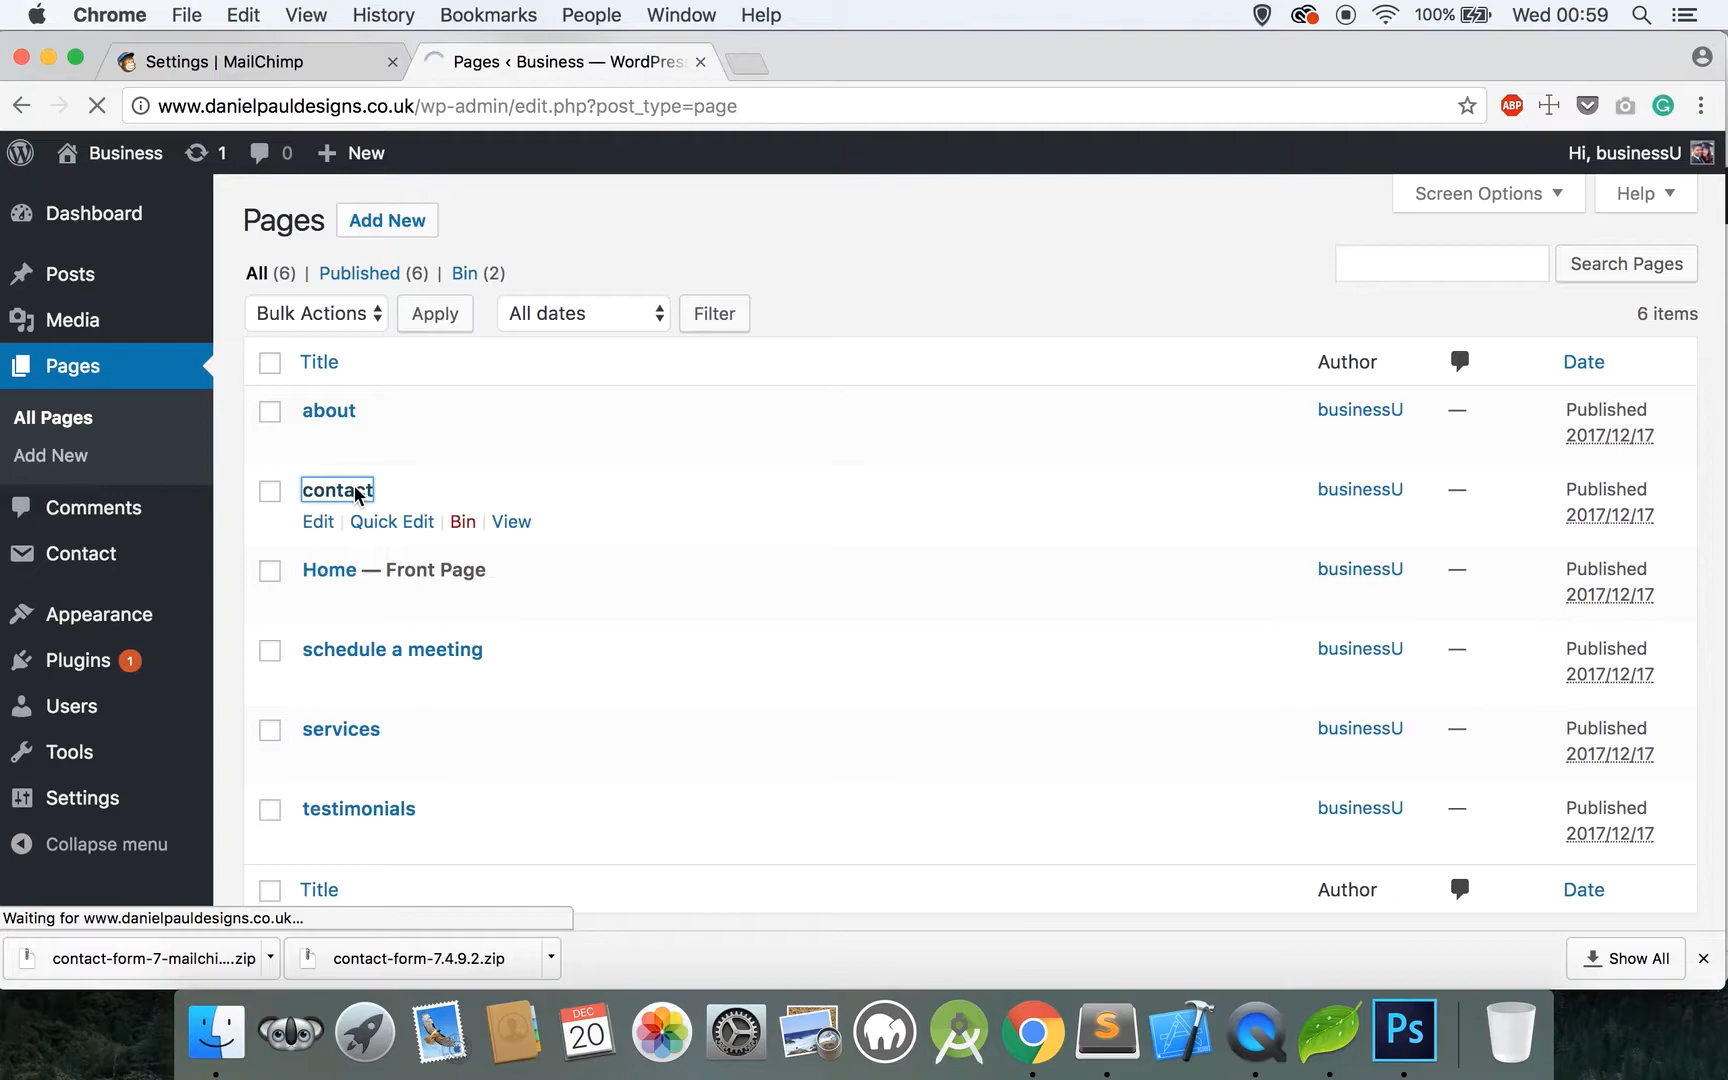 Chrome File Edit View History Bookmarks People Window Help 100% Wed 00:59
Settings | MailChimp
Pages ‹ Business — WordPres
www.danielpauldesigns.co.uk/wp-admin/edit.php?post_type=page
ABP
Business 1 0 New Hi, businessU
Dashboard
Posts
Media
Pages
All Pages
Add New
Comments
Contact
Appearance
Plugins 1
Users
Tools
Settings
Collapse menu
Screen Options Help
Pages Add New
All (6) | Published (6) | Bin (2)
Search Pages
Bulk Actions Apply All dates Filter 6 items
Title Author Date
about businessU — Published
2017/12/17
contact businessU — Published
2017/12/17
Edit | Quick Edit | Bin | View
Home — Front Page businessU — Published
2017/12/17
schedule a meeting businessU — Published
2017/12/17
services businessU — Published
2017/12/17
testimonials businessU — Published
2017/12/17
Title Author Date
Waiting for www.danielpauldesigns.co.uk...
contact-form-7-mailchi....zip contact-form-7.4.9.2.zip Show All
DEC
20
S
Ps